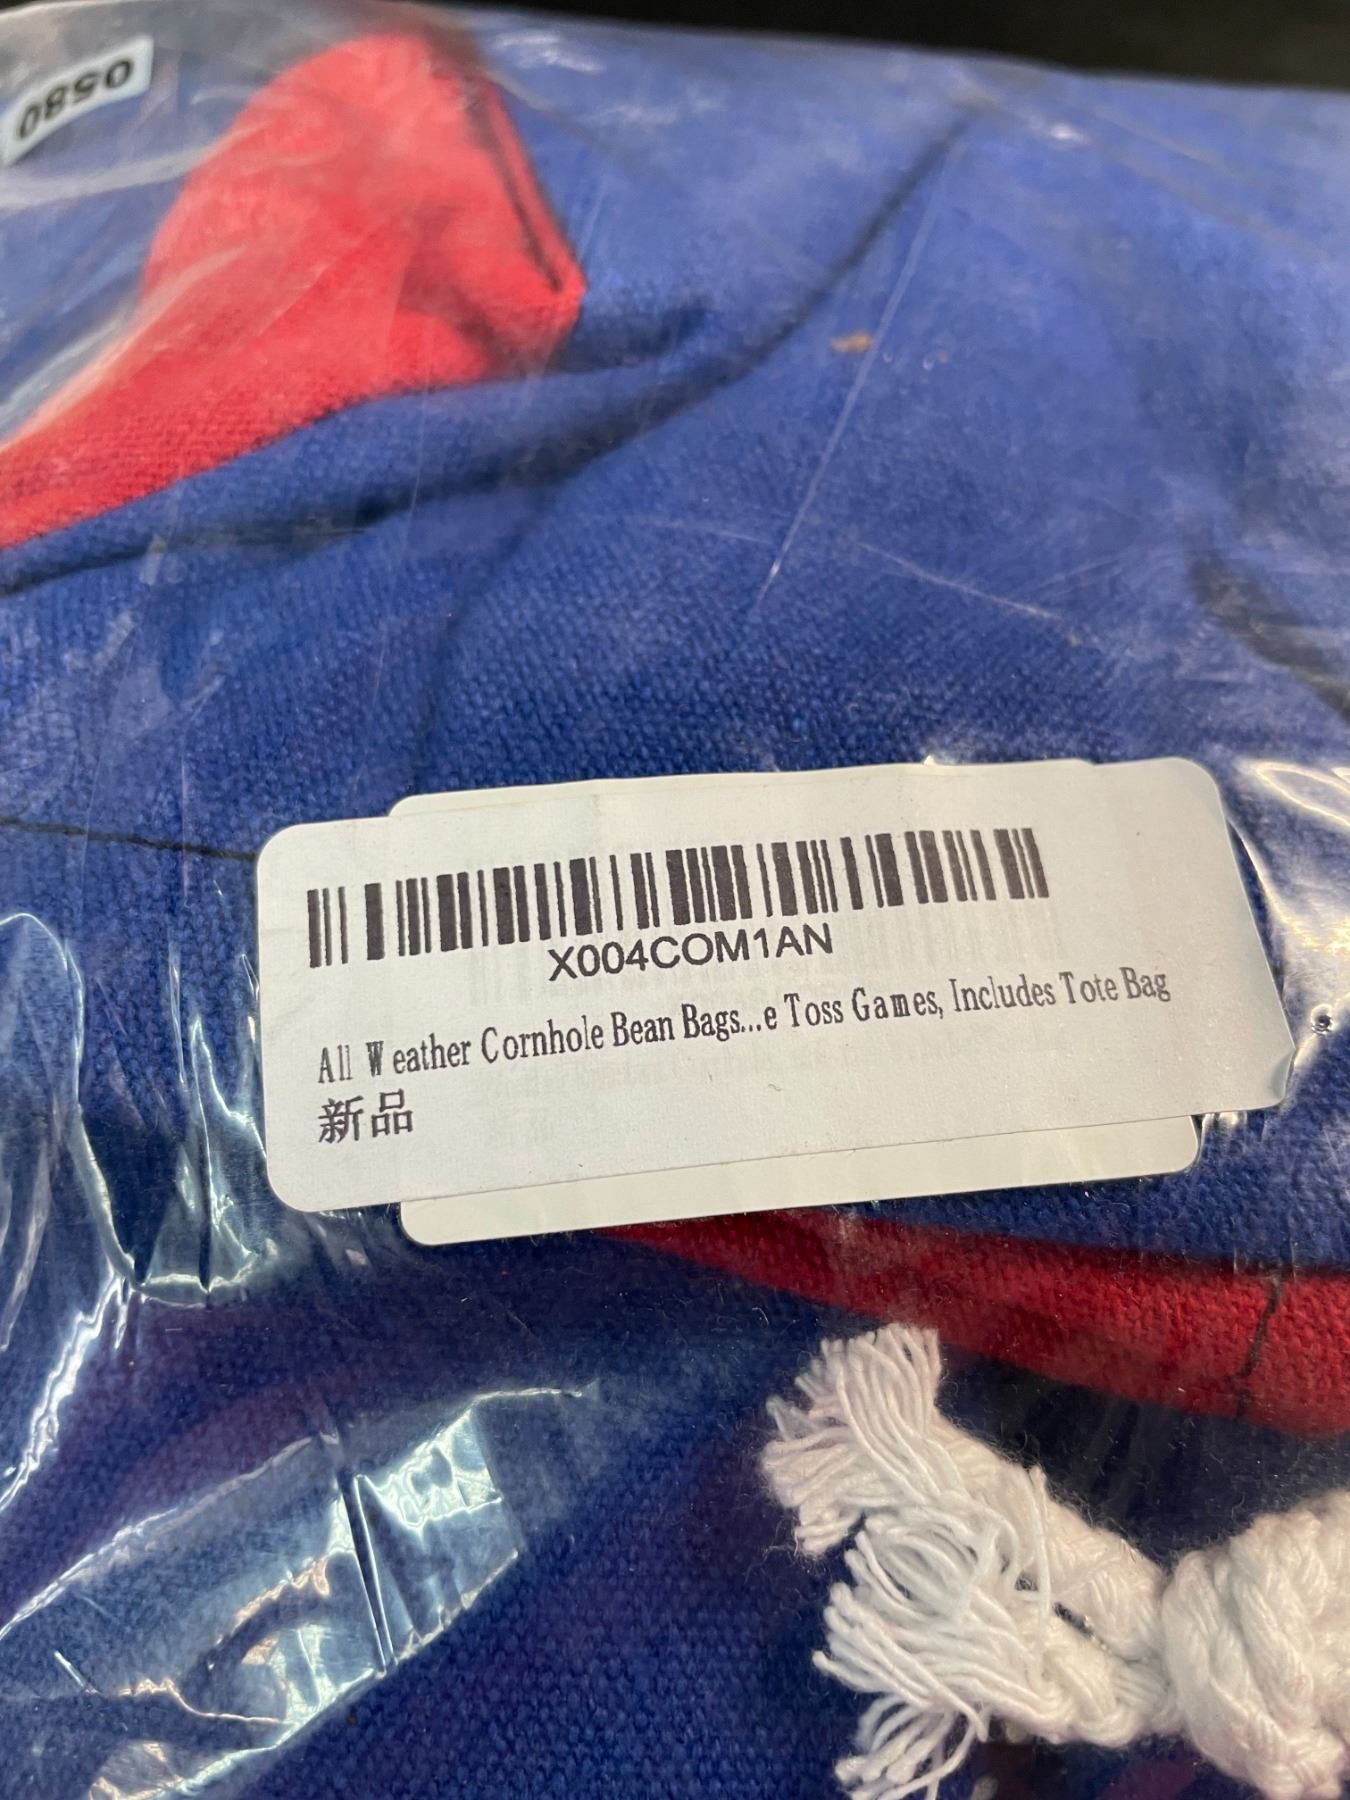 0580
X004COM1AN
All Weather Cornhole Bean Bags...e Toss Games, Includes Tote Bag
新品